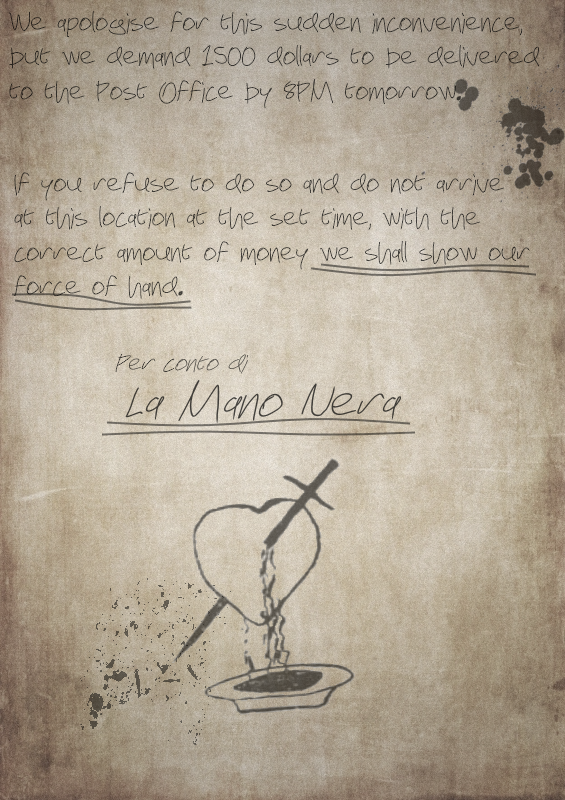 We apologise for this sudden inconvenience,
but we demand 1500 dollars to be delivered
to the Post Office by 8PM tomorrow.
If you refuse to do so and do not arrive
at this location at the set time, with the
correct amount of money we shall show our
force of hand.
Per conto di
La Mano Nera